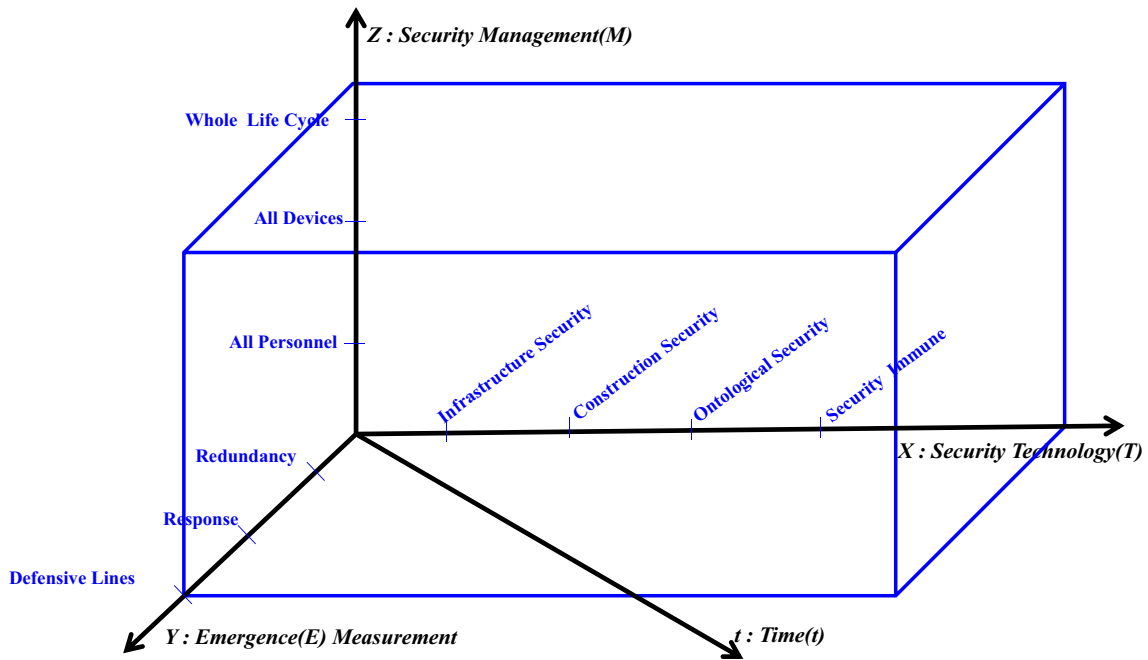 Z : Security Management(M)
Whole Life Cycle
All Devices
All Personnel
Infrastructure Security
Construction Security
Ontological Security
Security Immune
X : Security Technology(T)
Redundancy
Response
Defensive Lines
Y : Emergence(E) Measurement
t : Time(t)